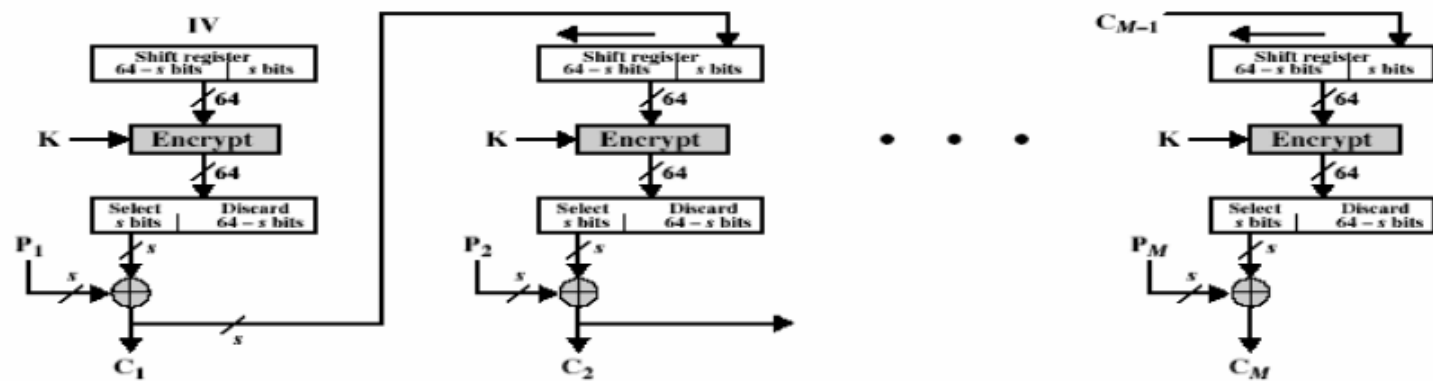 IV
C_{M-1}
Shift register
64 – s bits | s bits
Shift register
64 – s bits | s bits
Shift register
64 – s bits | s bits
64
64
64
K
Encrypt
K
Encrypt
K
Encrypt
64
64
64
Select
s bits
Discard
64 – s bits
Select
s bits
Discard
64 – s bits
Select
s bits
Discard
64 – s bits
P_1
s
s
P_2
s
s
P_M
s
s
s
C_1
C_2
C_M